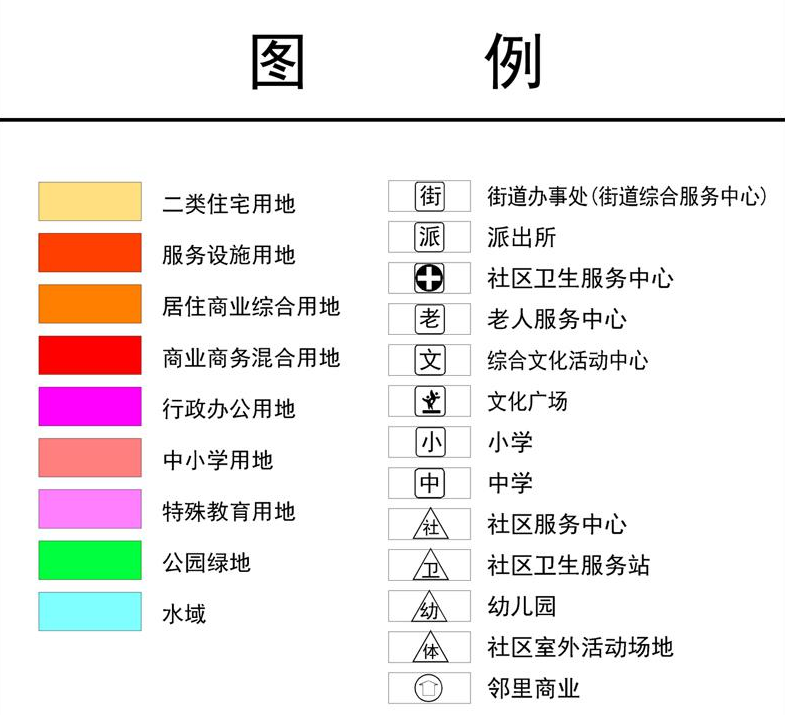 图 例
二类住宅用地
服务设施用地
居住商业综合用地
商业商务混合用地
行政办公用地
中小学用地
特殊教育用地
公园绿地
水域
街 街道办事处(街道综合服务中心)
派 派出所
社区卫生服务中心
老 老人服务中心
文 综合文化活动中心
文化广场
小 小学
中 中学
社 社区服务中心
卫 社区卫生服务站
幼 幼儿园
体 社区室外活动场地
邻里商业